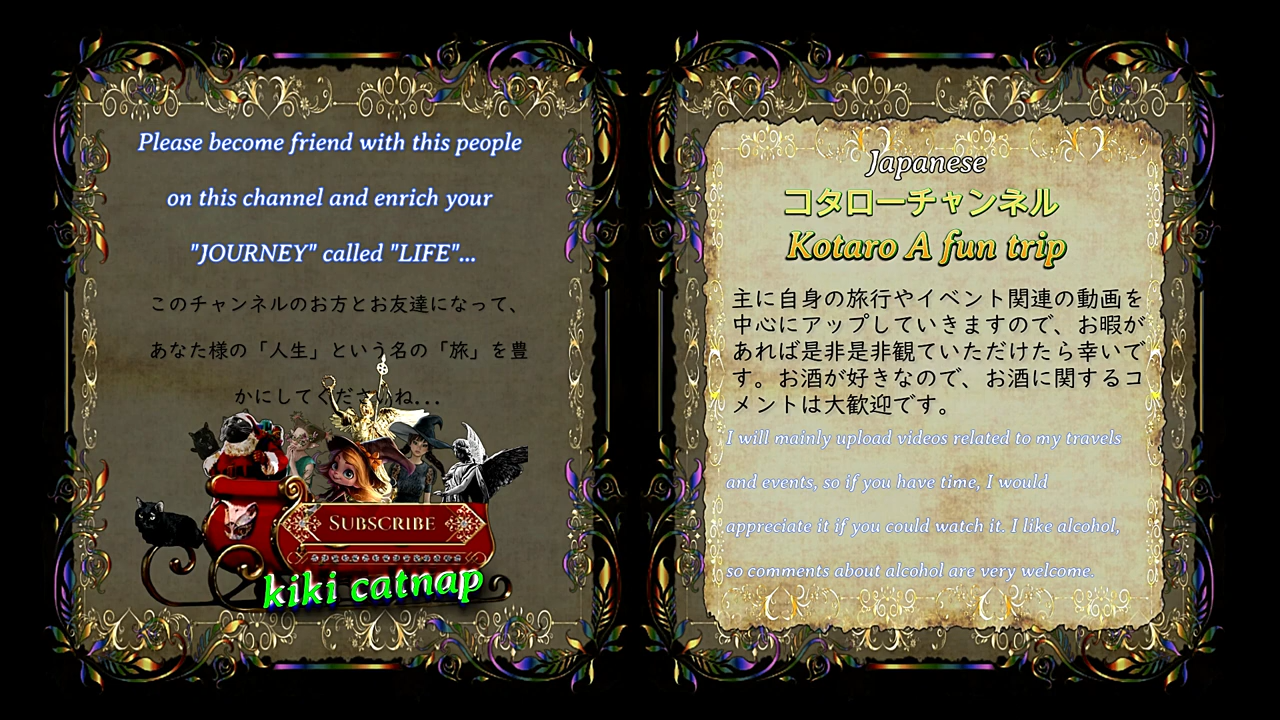 Please become friend with this people
on this channel and enrich your
"JOURNEY" called "LIFE"...
このチャンネルのお方とお友達になって、
あなた様の「人生」という名の「旅」を豊
かにしてくださいね...
SUBSCRIBE
kiki catnap
Japanese
コタローチャンネル
Kotaro A fun trip
主に自身の旅行やイベント関連の動画を
中心にアップしていきますので、お暇が
あれば是非是非観ていただけたら幸いで
す。お酒が好きなので、お酒に関するコ
メントは大歓迎です。
I will mainly upload videos related to my travels
and events, so if you have time, I would
appreciate it if you could watch it. I like alcohol,
so comments about alcohol are very welcome.